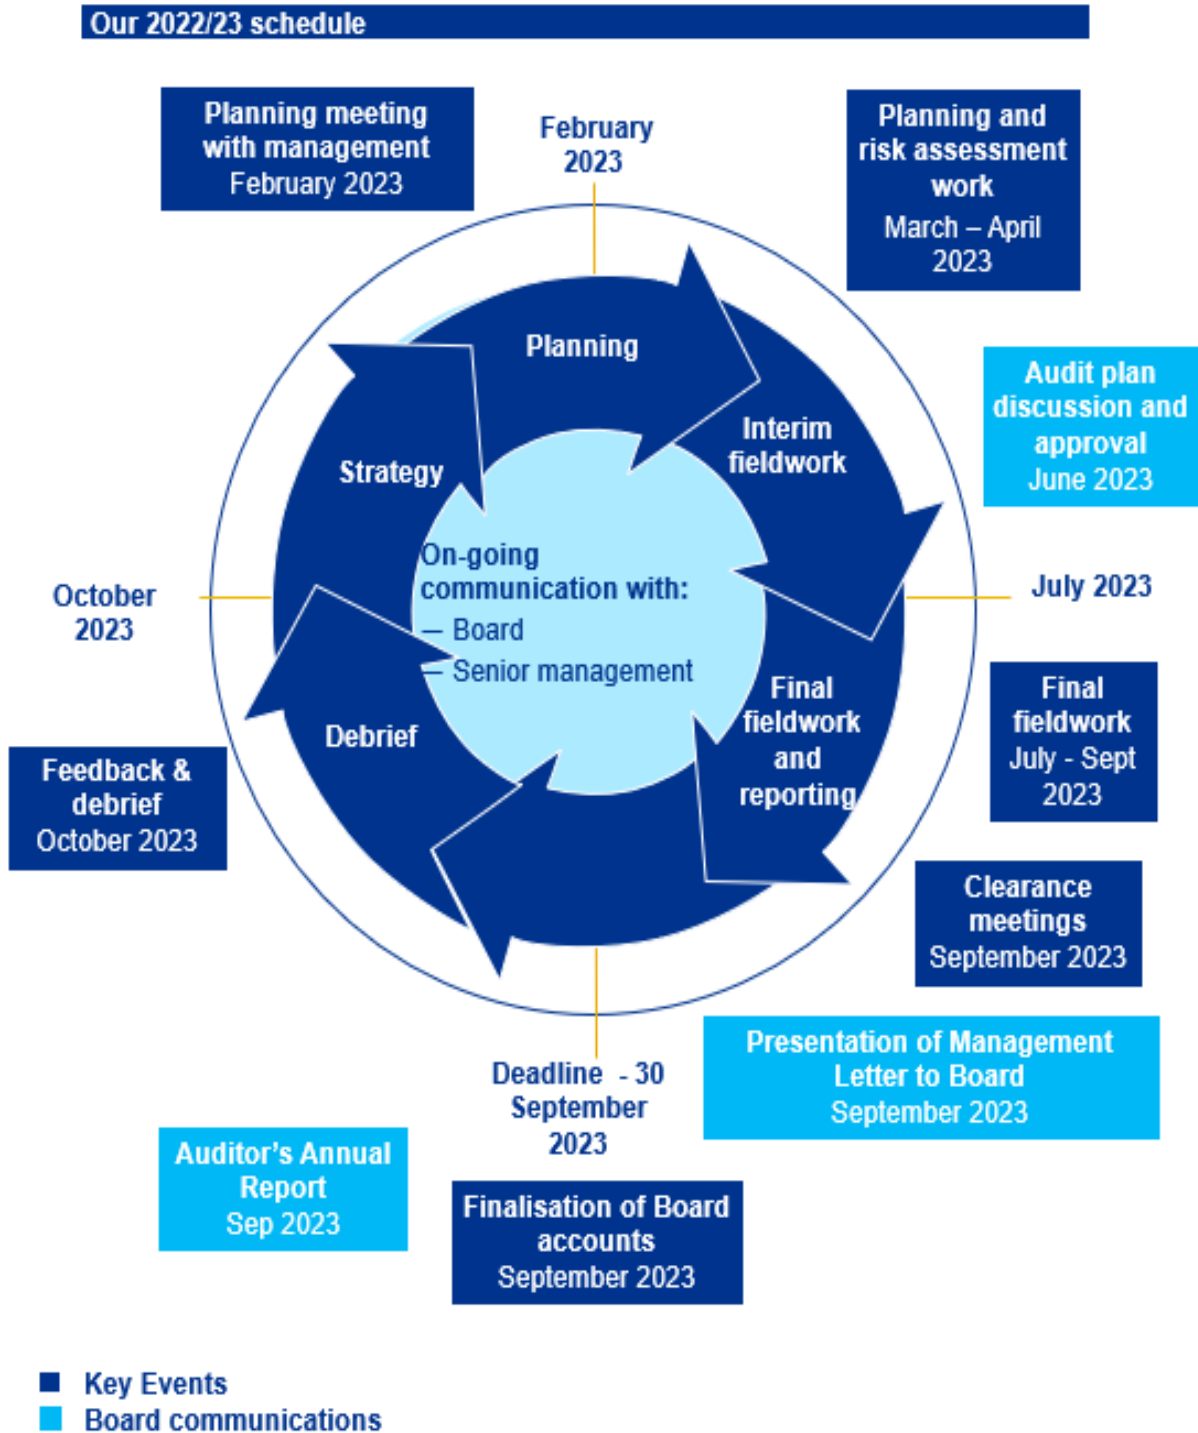 Our 2022/23 schedule
Planning meeting
with management
February 2023
February
2023
Planning and
risk assessment
work
March – April
2023
Audit plan
discussion and
approval
June 2023
July 2023
Final
fieldwork
July - Sept
2023
Clearance
meetings
September 2023
Presentation of Management
Letter to Board
September 2023
Deadline - 30
September
2023
Finalisation of Board
accounts
September 2023
Auditor’s Annual
Report
Sep 2023
Feedback &
debrief
October 2023
October
2023
Planning
Interim
fieldwork
Final
fieldwork
and
reporting
Debrief
Strategy
On-going
communication with:
— Board
— Senior management
Key Events
Board communications